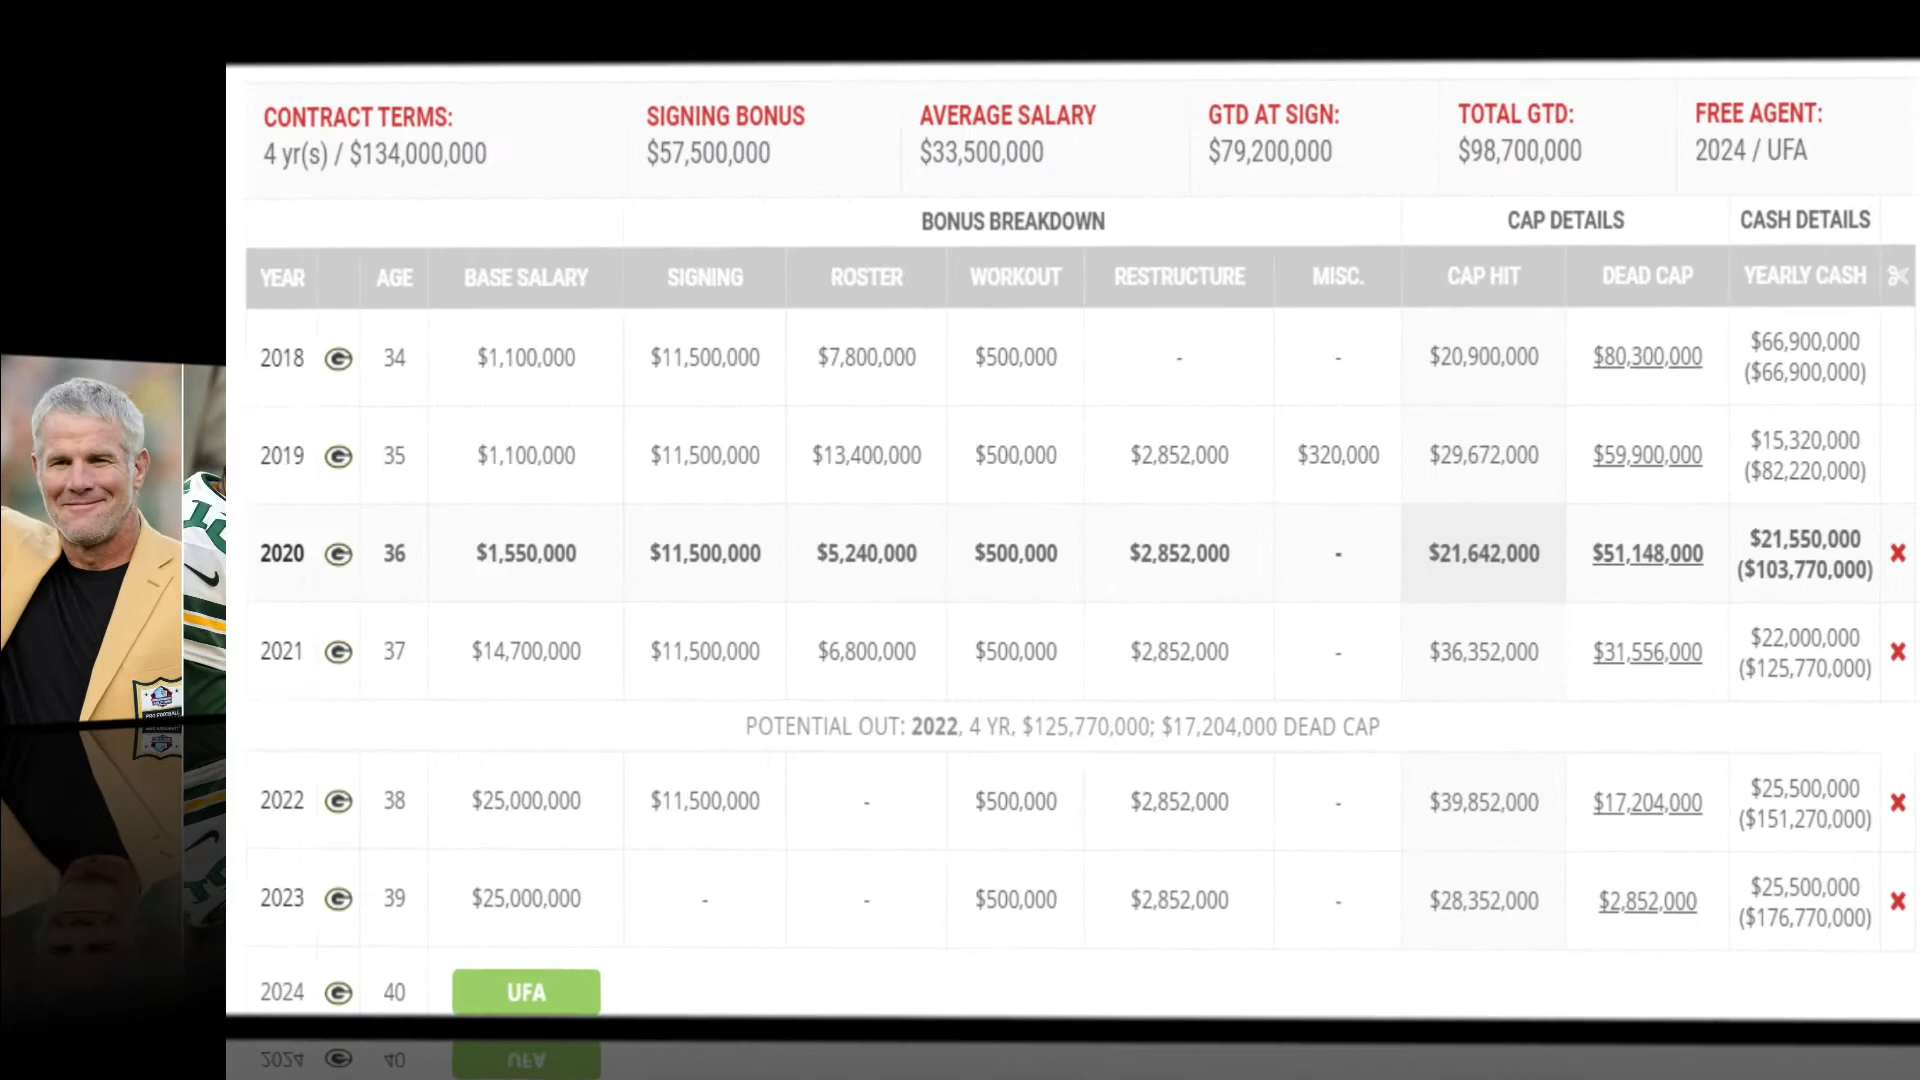 CONTRACT TERMS: SIGNING BONUS AVERAGE SALARY GTD AT SIGN: TOTAL GTD: FREE AGENT:
4 yr(s) / $134,000,000 $57,500,000 $33,500,000 $79,200,000 $98,700,000 2024 / UFA
BONUS BREAKDOWN CAP DETAILS CASH DETAILS
YEAR AGE BASE SALARY SIGNING ROSTER WORKOUT RESTRUCTURE MISC. CAP HIT DEAD CAP YEARLY CASH
2018 G 34 $1,100,000 $11,500,000 $7,800,000 $500,000 - - $20,900,000 $80,300,000 $66,900,000
($66,900,000)
2019 G 35 $1,100,000 $11,500,000 $13,400,000 $500,000 $2,852,000 $320,000 $29,672,000 $59,900,000 $15,320,000
($82,220,000)
2020 G 36 $1,550,000 $11,500,000 $5,240,000 $500,000 $2,852,000 - $21,642,000 $51,148,000 $21,550,000
($103,770,000)
2021 G 37 $14,700,000 $11,500,000 $6,800,000 $500,000 $2,852,000 - $36,352,000 $31,556,000 $22,000,000
($125,770,000)
POTENTIAL OUT: 2022, 4 YR, $125,770,000; $17,204,000 DEAD CAP
2022 G 38 $25,000,000 $11,500,000 - $500,000 $2,852,000 - $39,852,000 $17,204,000 $25,500,000
($151,270,000)
2023 G 39 $25,000,000 - - $500,000 $2,852,000 - $28,352,000 $2,852,000 $25,500,000
($176,770,000)
2024 G 40 UFA
PRO FOOTBALL